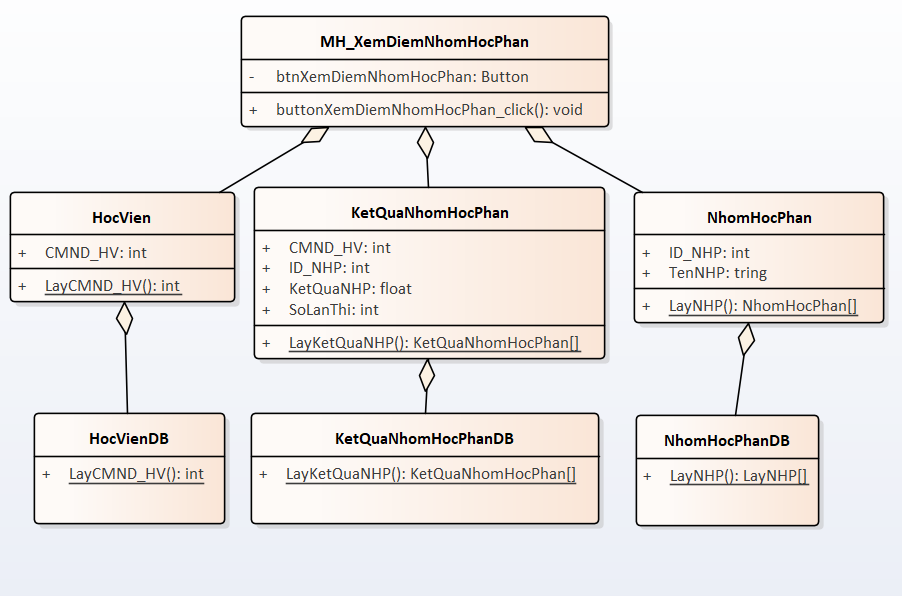 MH_XemDiemNhomHocPhan
- btnXemDiemNhomHocPhan: Button
+ buttonXemDiemNhomHocPhan_click(): void
HocVien
+ CMND_HV: int
+ LayCMND_HV(): int
KetQuaNhomHocPhan
+ CMND_HV: int
+ ID_NHP: int
+ KetQuaNHP: float
+ SoLanThi: int
+ LayKetQuaNHP(): KetQuaNhomHocPhan[]
NhomHocPhan
+ ID_NHP: int
+ TenNHP: tring
+ LayNHP(): NhomHocPhan[]
HocVienDB
+ LayCMND_HV(): int
KetQuaNhomHocPhanDB
+ LayKetQuaNHP(): KetQuaNhomHocPhan[]
NhomHocPhanDB
+ LayNHP(): LayNHP[]